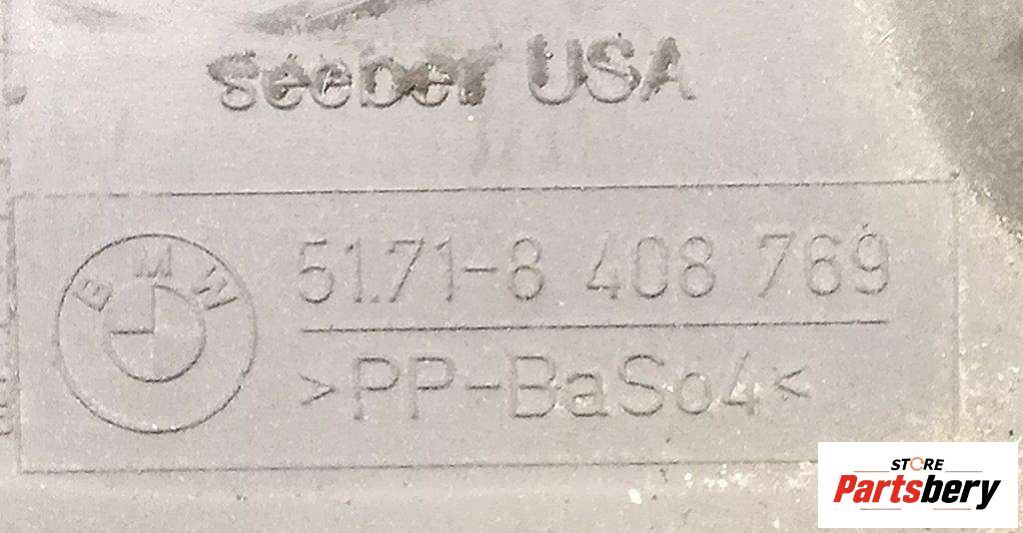 seeber USA
BMW
51.71-8 408 769
>PP-BaSo4<
STORE
Partsbery